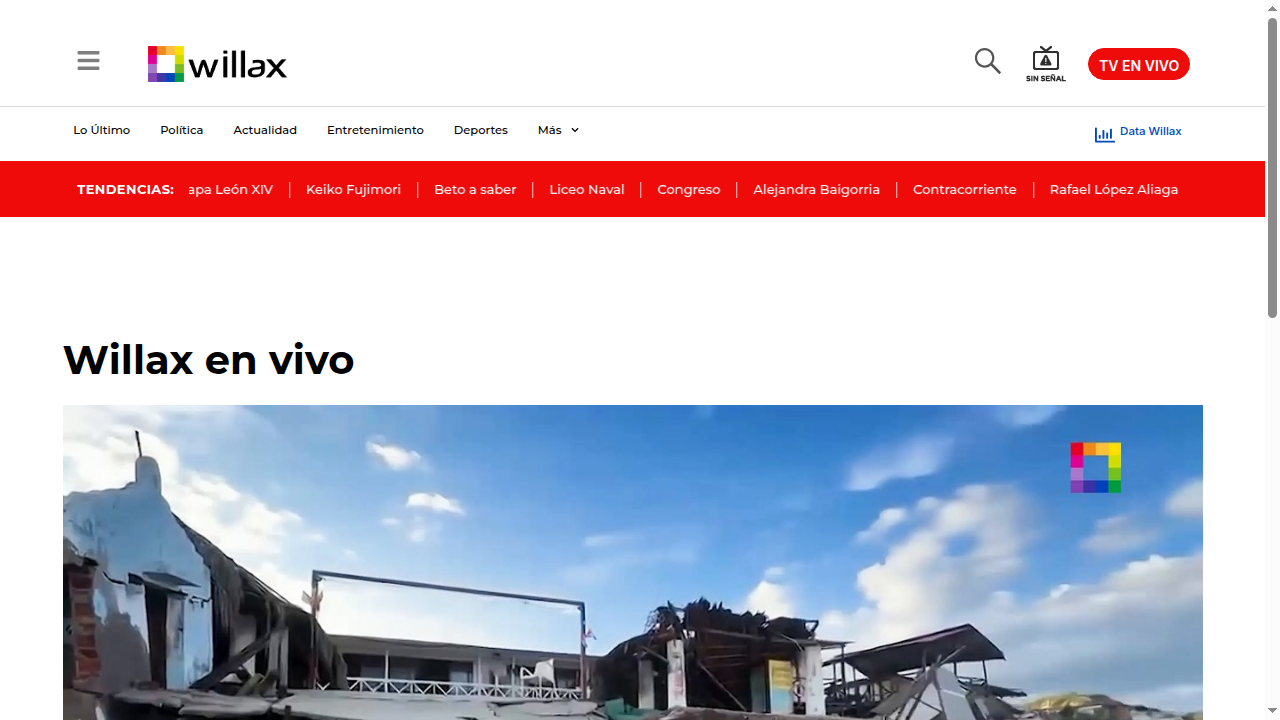 willax
SIN SEÑAL
TV EN VIVO
Lo Último
Política
Actualidad
Entretenimiento
Deportes
Más
Data Willax
TENDENCIAS: apa León XIV | Keiko Fujimori | Beto a saber | Liceo Naval | Congreso | Alejandra Baigorria | Contracorriente | Rafael López Aliaga
Willax en vivo